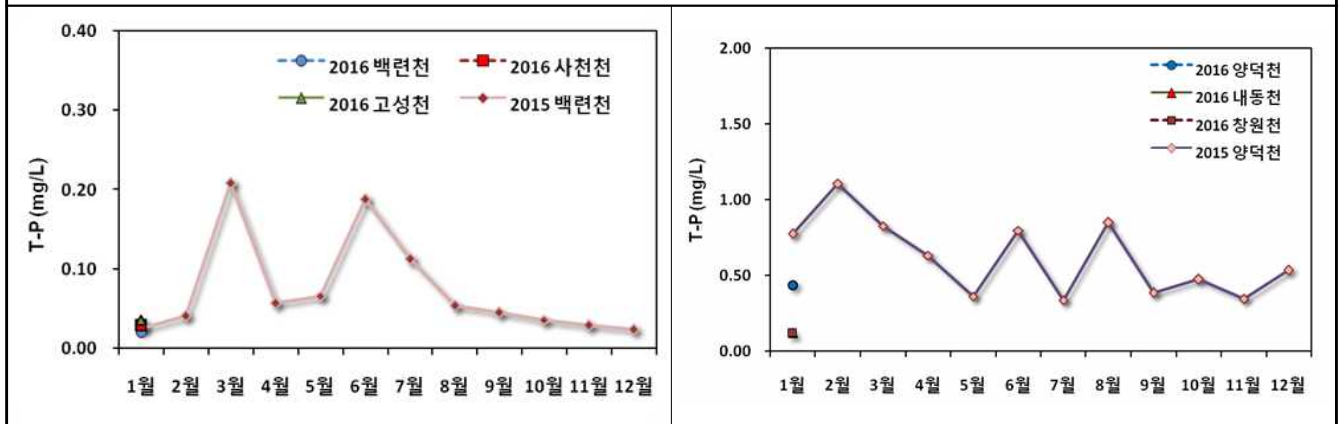 0.40
0.30
0.20
0.10
0.00
T-P (mg/L)
2016 백련천 2016 사천천
2016 고성천 2015 백련천
1월 2월 3월 4월 5월 6월 7월 8월 9월 10월 11월 12월
2.00
1.50
1.00
0.50
0.00
T-P (mg/L)
2016 양덕천
2016 내동천
2016 창원천
2015 양덕천
1월 2월 3월 4월 5월 6월 7월 8월 9월 10월 11월 12월